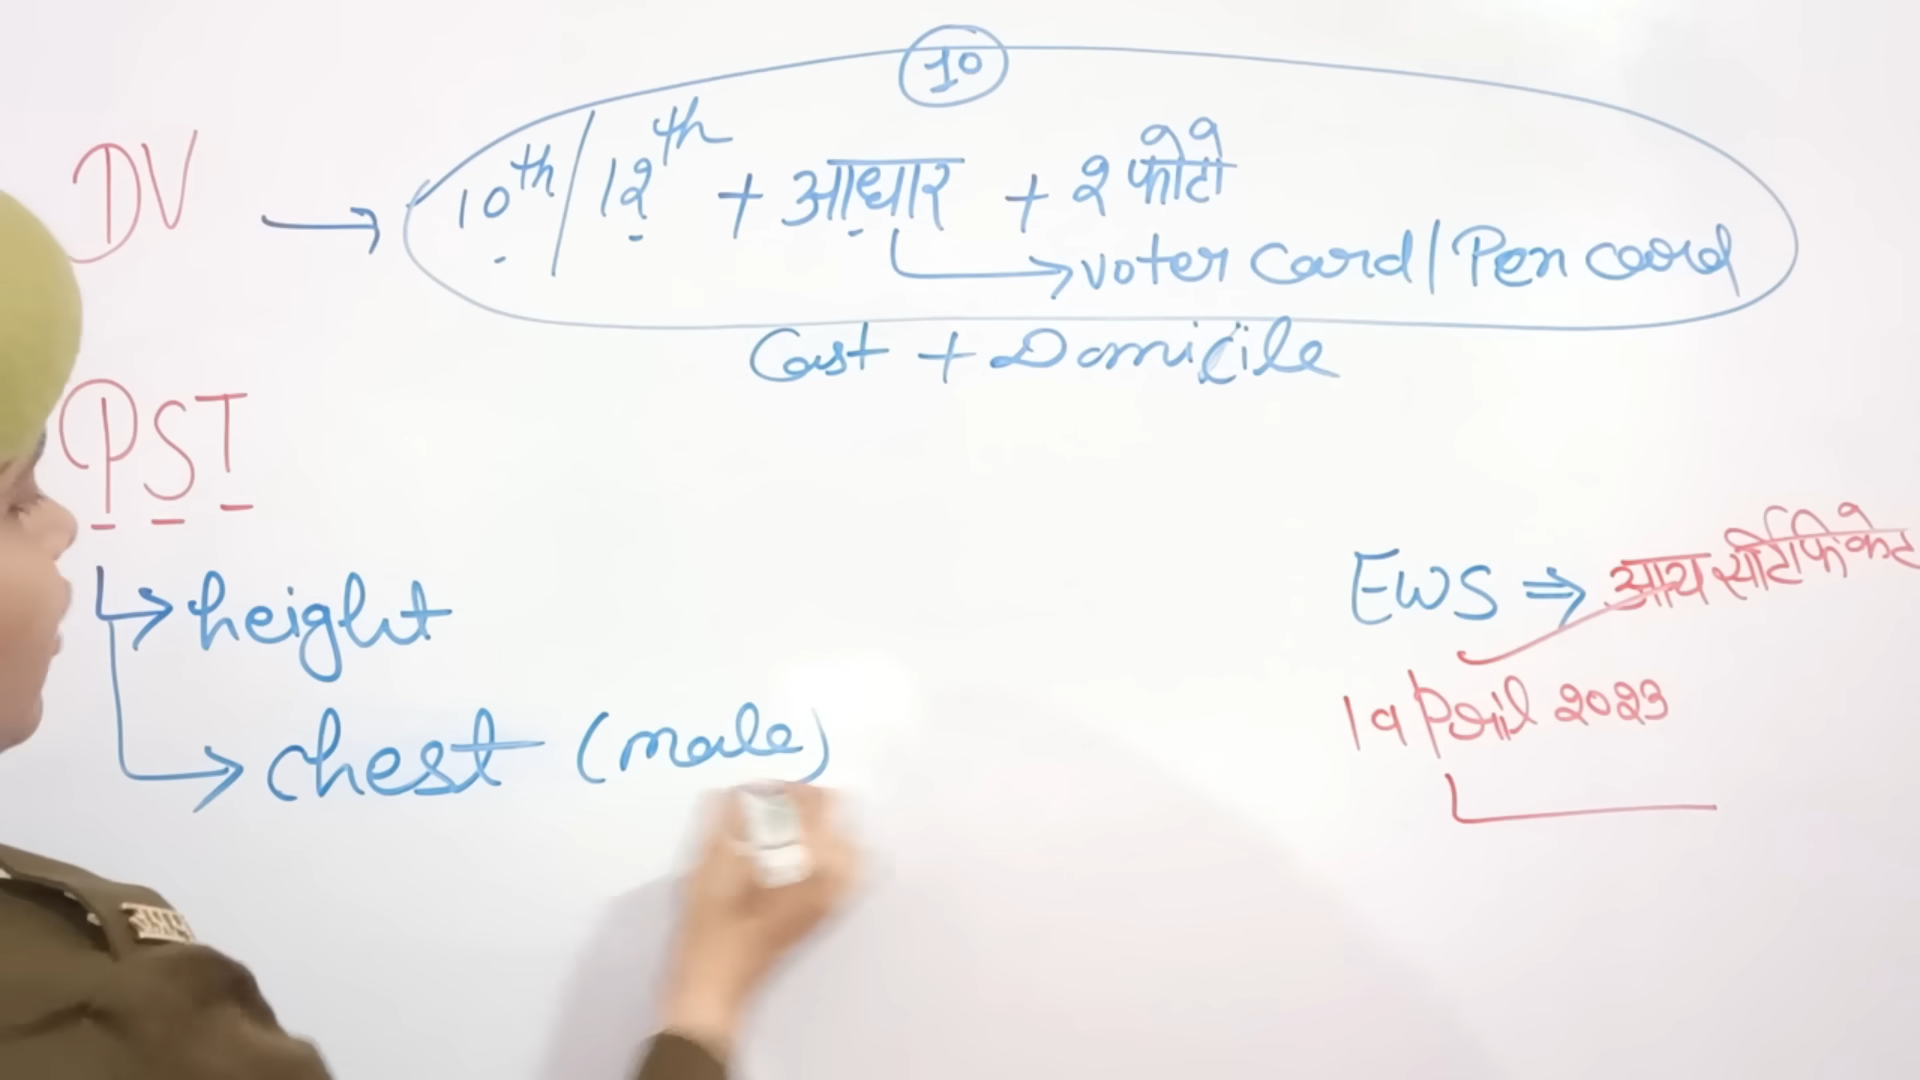 10
DV → 10th/12th + आधार + 2 फोटो
→ voter card/Pen card
Cast + Domicile
PST
→ height
→ chest (male)
EWS ⇒ आय सर्टिफिकेट
1 April 2023